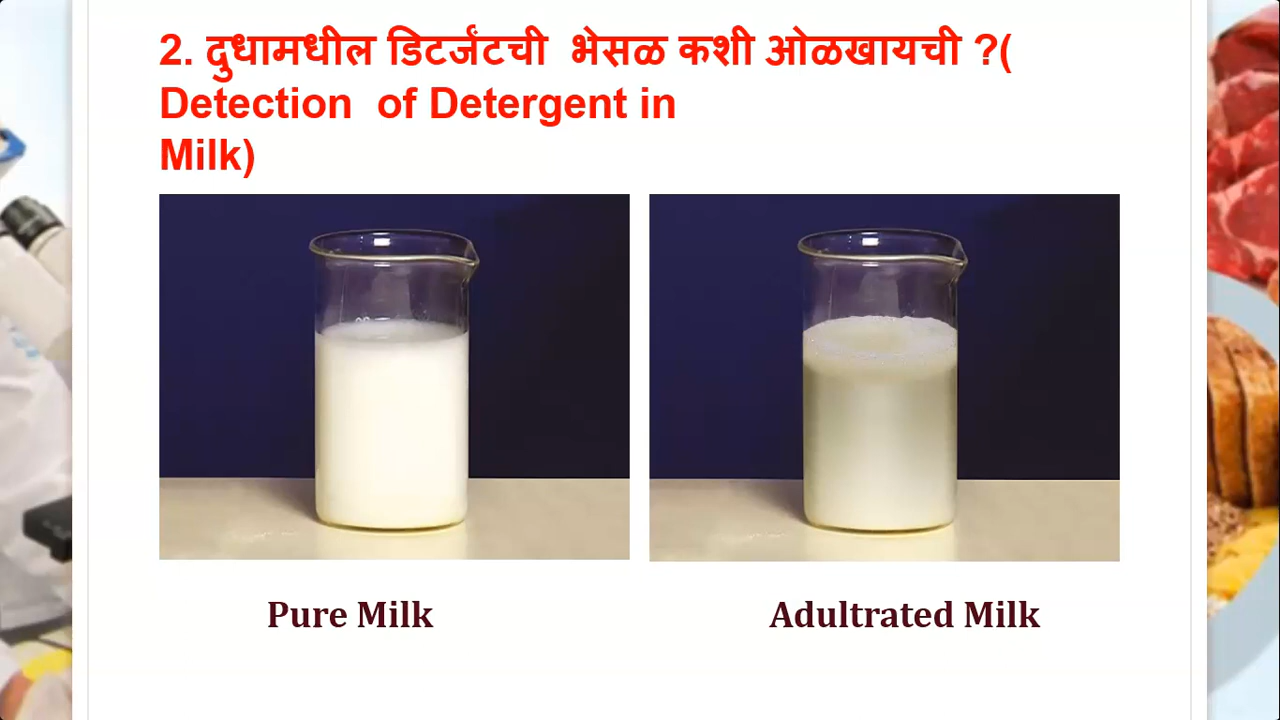 2. दुधामधील डिटर्जंटची भेसळ कशी ओळखायची ?(
Detection of Detergent in
Milk)
Pure Milk
Adultrated Milk